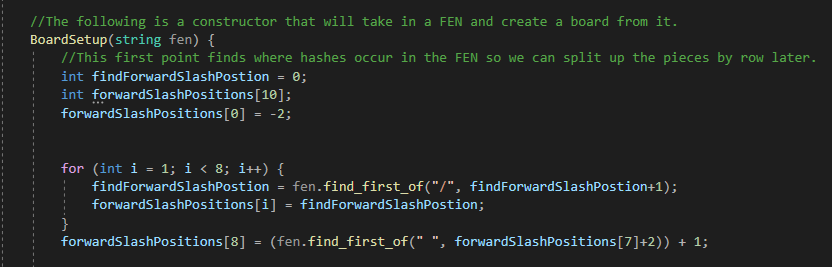 //The following is a constructor that will take in a FEN and create a board from it.
BoardSetup(string fen) {
//This first point finds where hashes occur in the FEN so we can split up the pieces by row later.
int findForwardSlashPostion = 0;
int forwardSlashPositions[10];
forwardSlashPositions[0] = -2;
for (int i = 1; i < 8; i++) {
findForwardSlashPostion = fen.find_first_of("/", findForwardSlashPostion+1);
forwardSlashPositions[i] = findForwardSlashPostion;
}
forwardSlashPositions[8] = (fen.find_first_of(" ", forwardSlashPositions[7]+2)) + 1;